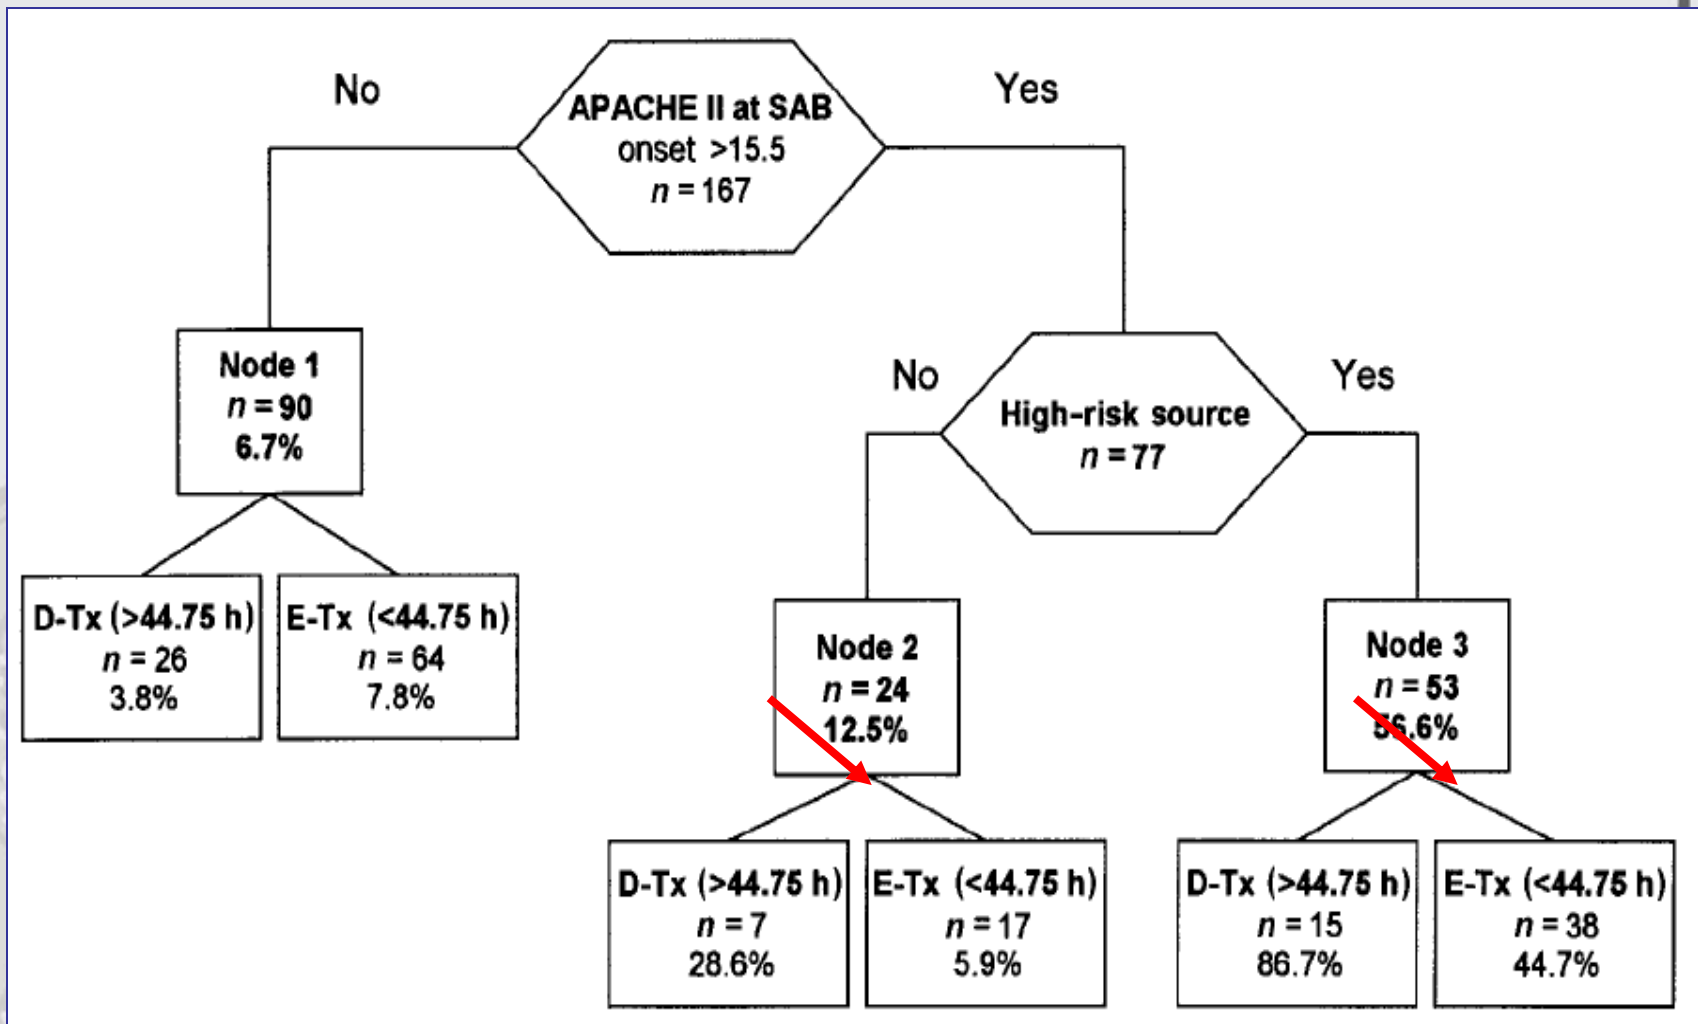 No
APACHE II at SAB
onset >15.5
n = 167
Yes
Node 1
n = 90
6.7%
No
High-risk source
n = 77
Yes
D-Tx (>44.75 h)
n = 26
3.8%
E-Tx (<44.75 h)
n = 64
7.8%
Node 2
n = 24
12.5%
Node 3
n = 53
56.6%
D-Tx (>44.75 h)
n = 7
28.6%
E-Tx (<44.75 h)
n = 17
5.9%
D-Tx (>44.75 h)
n = 15
86.7%
E-Tx (<44.75 h)
n = 38
44.7%